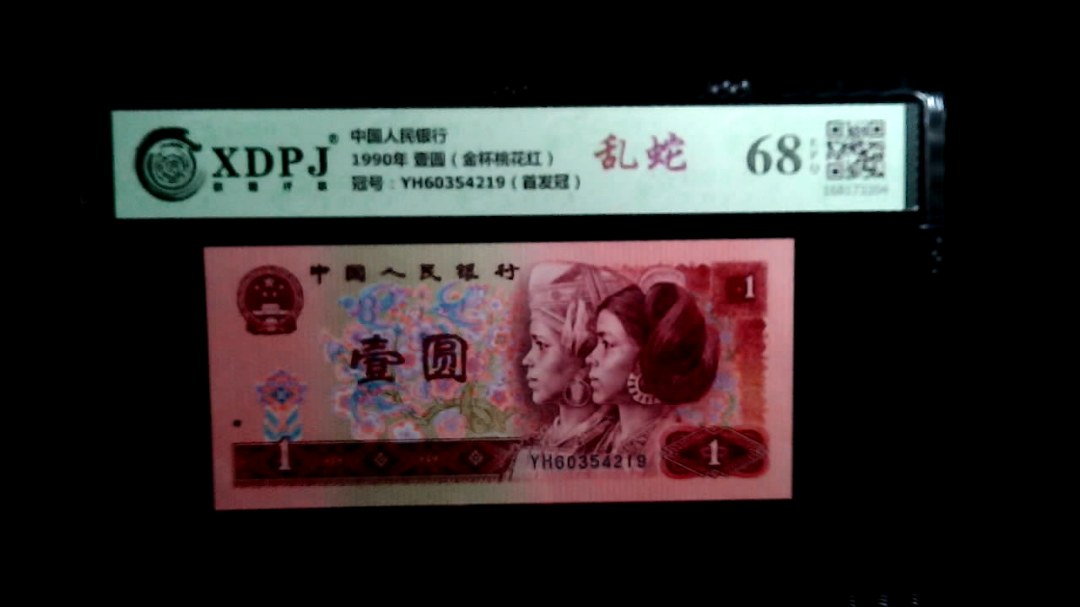 XDPJ®
中国人民银行
1990年 壹圆（金杯桃花红）
冠号：YH60354219（首发冠）
乱蛇
68
EPQ
中国人民银行
1
壹圆
1
YH60354219
1